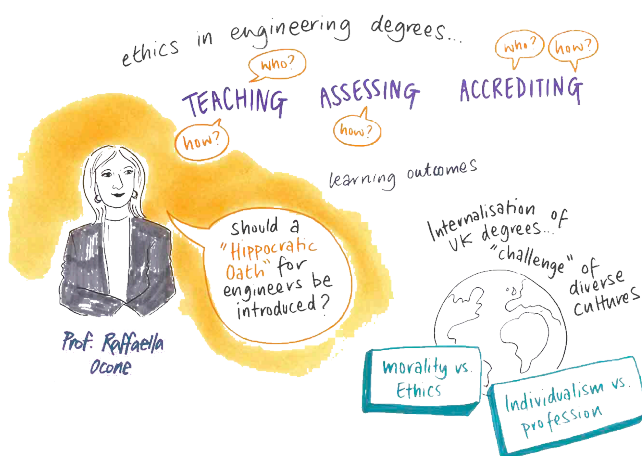 ethics in engineering degrees...
who?
who?
how?
TEACHING
ASSESSING
ACCREDITING
how?
how?
learning outcomes
should a
"Hippocratic
Oath" for
engineers be
introduced?
Prof. Raffaella
Ocone
Internalisation of
UK degrees...
"challenge" of
diverse
cultures
morality vs.
Ethics
Individualism vs.
profession